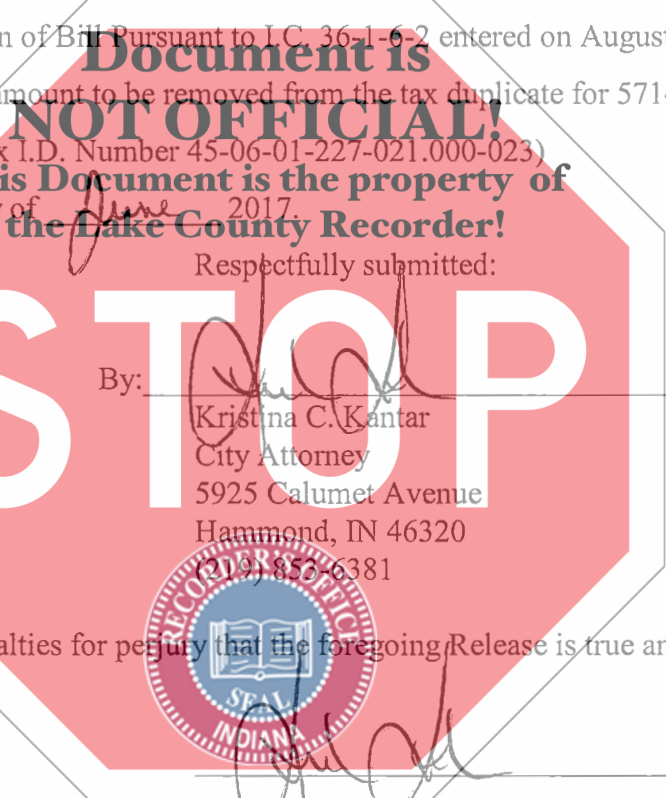 n of Bill Pursuant to I.C. 36-1-6-2 entered on August
Document is
mount to be removed from the tax duplicate for 571
NOT OFFICIAL!
x I.D. Number 45-06-01-227-021.000-023)
is Document is the property of
of June 2017.
the Lake County Recorder!
Respectfully submitted:
STOP
By:
Kristina C. Kantar
City Attorney
5925 Calumet Avenue
Hammond, IN 46320
(219) 853-6381
RECORDER'S OFFICE
SEAL
INDIANA
alties for perjury that the foregoing Release is true an